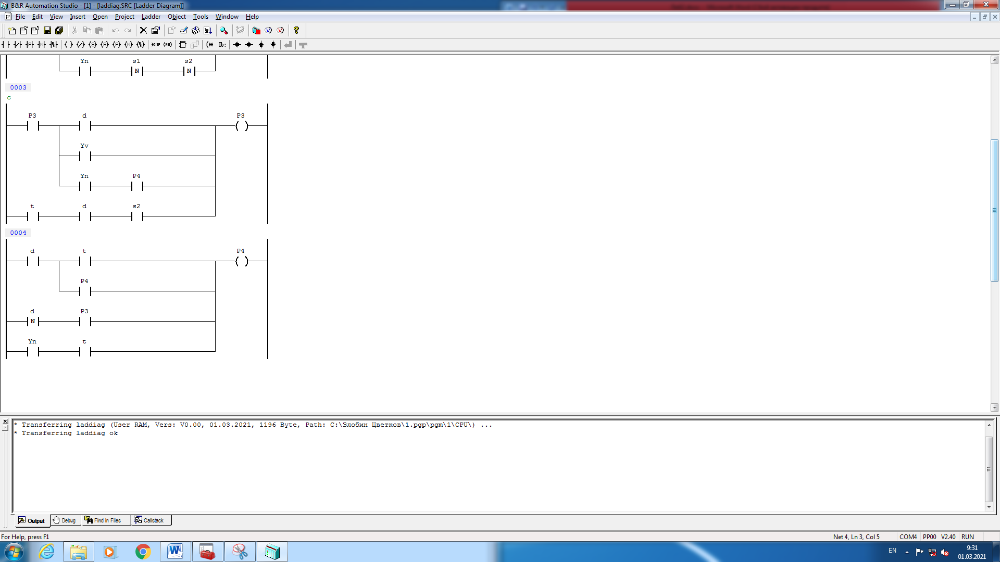 B&R Automation Studio - [1] - [laddiag.SRC [Ladder Diagram]]
File Edit View Insert Open Project Ladder Object Tools Window Help
Yn s1 s2
N N
0003
c
P3 d P3
Yv
Yn P4
t d s2
0004
d t P4
P4
d P3
N
Yn t
* Transferring laddiag (User RAM, Vers: V0.00, 01.03.2021, 1196 Byte, Path: C:\Злобин Цветков\1.pgp\pgm\1\CPU\) ...
* Transferring laddiag ok
Output Debug Find in Files Callstack
For Help, press F1 Net 4, Ln 3, Col 5 COM4 PP00 V2.40 RUN
EN 9:31
01.03.2021